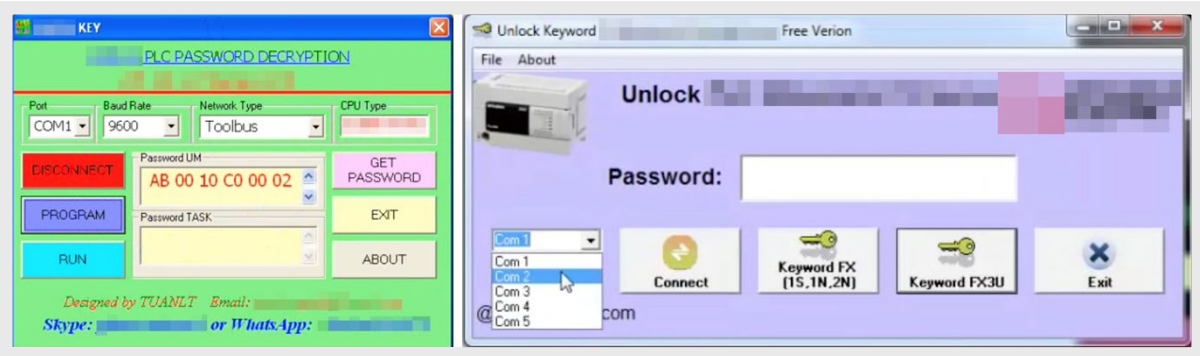 KEY
PLC PASSWORD DECRYPTION
Port Baud Rate Network Type CPU Type
COM1 9600 Toolbus
DISCONNECT
Password UM
AB 00 10 C0 00 02
GET
PASSWORD
PROGRAM
Password TASK
EXIT
RUN
ABOUT
Designed by TUANLT Email:
Skype: or WhatsApp:
Unlock Keyword Free Verion
File About
Unlock
Password:
Com 1
Com 1
Com 2
Com 3
Com 4
Com 5
Connect
Keyword FX
(1S,1N,2N)
Keyword FX3U
Exit
@ com